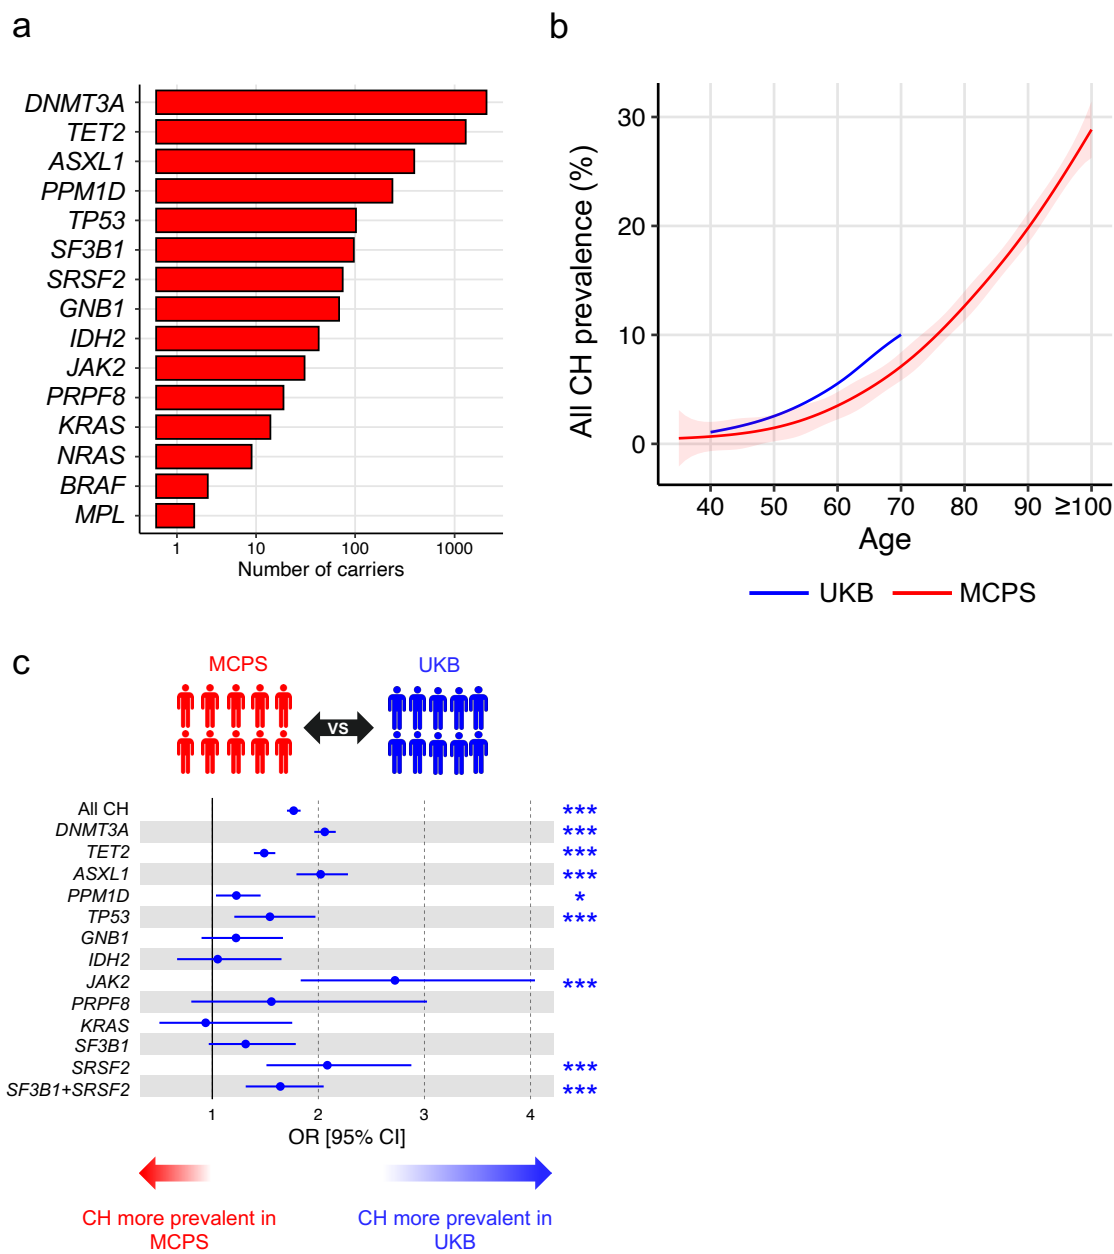 a
DNMT3A
TET2
ASXL1
PPM1D
TP53
SF3B1
SRSF2
GNB1
IDH2
JAK2
PRPF8
KRAS
NRAS
BRAF
MPL
1 10 100 1000
Number of carriers
b
All CH prevalence (%)
30
20
10
0
40 50 60 70 80 90 ≥100
Age
UKB MCPS
c
MCPS UKB
VS
All CH ***
DNMT3A ***
TET2 ***
ASXL1 ***
PPM1D *
TP53 ***
GNB1
IDH2
JAK2 ***
PRPF8
KRAS
SF3B1
SRSF2 ***
SF3B1+SRSF2 ***
1 2 3 4
OR [95% CI]
CH more prevalent in
MCPS
CH more prevalent in
UKB